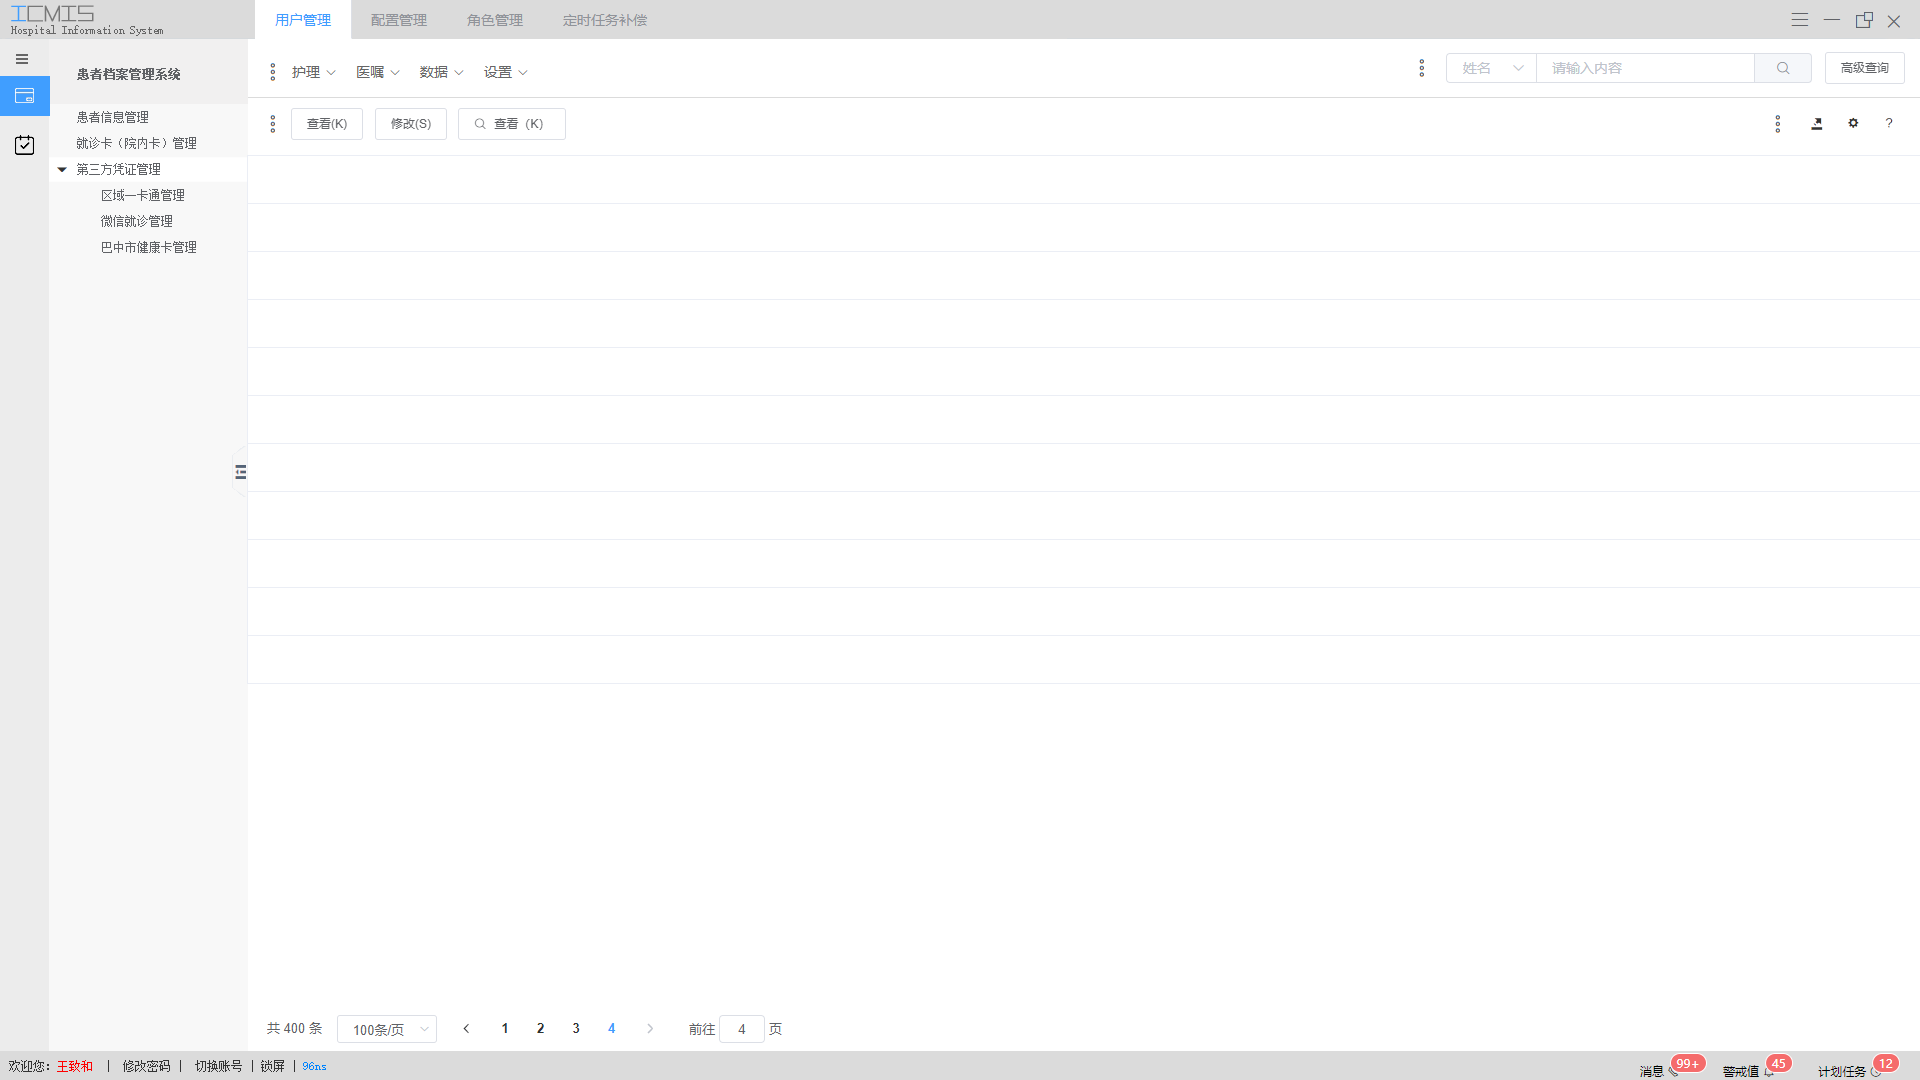 ICMIS
Hospital Information System
用户管理 配置管理 角色管理 定时任务补偿
患者档案管理系统
护理 医嘱 数据 设置
姓名 请输入内容 高级查询
患者信息管理
就诊卡（院内卡）管理
第三方凭证管理
区域一卡通管理
微信就诊管理
巴中市健康卡管理
查看(K) 修改(S) 查看（K） ?
共 400 条 100条/页 1 2 3 4 前往 4 页
欢迎您：王致和 | 修改密码 | 切换账号 | 锁屏 | 96ns
消息 99+ 警戒值 45 计划任务 12